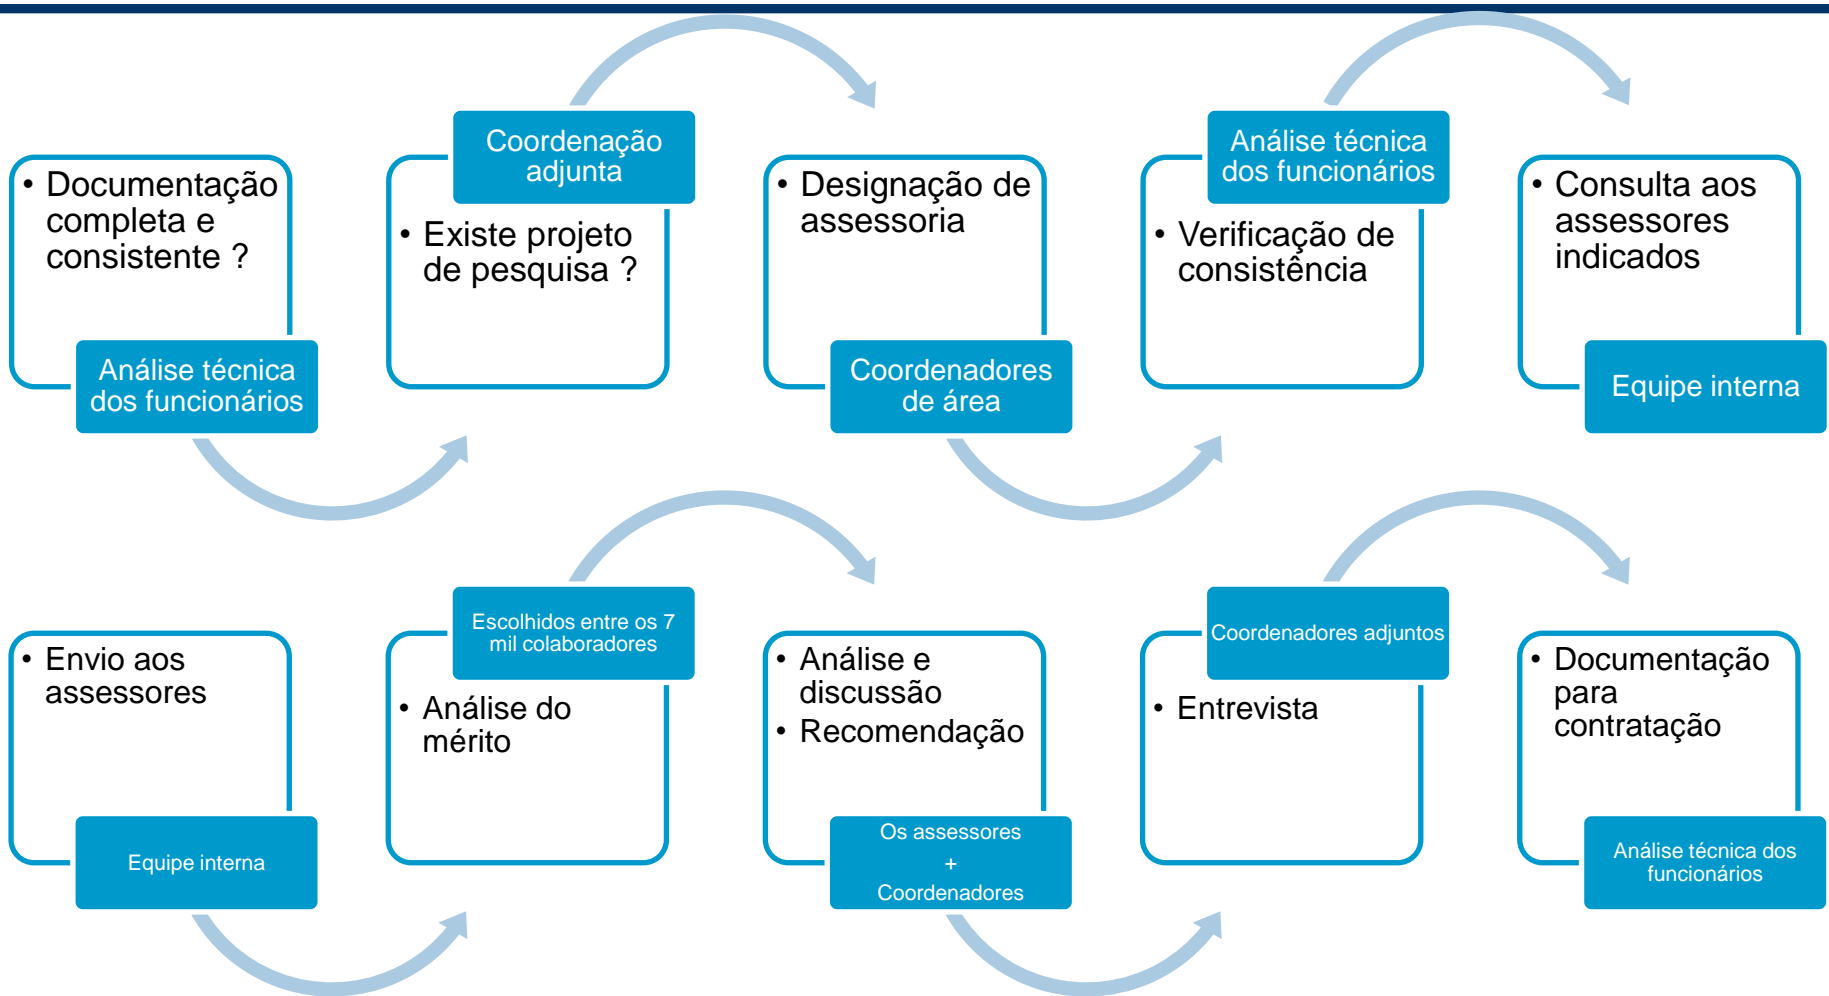 • Documentação
completa e
consistente ?
Análise técnica
dos funcionários
Coordenação
adjunta
• Existe projeto
de pesquisa ?
• Designação de
assessoria
Coordenadores
de área
Análise técnica
dos funcionários
• Verificação de
consistência
• Consulta aos
assessores
indicados
Equipe interna
• Envio aos
assessores
Equipe interna
Escolhidos entre os 7
mil colaboradores
• Análise do
mérito
• Análise e
discussão
• Recomendação
Os assessores
+
Coordenadores
Coordenadores adjuntos
• Entrevista
• Documentação
para
contratação
Análise técnica dos
funcionários